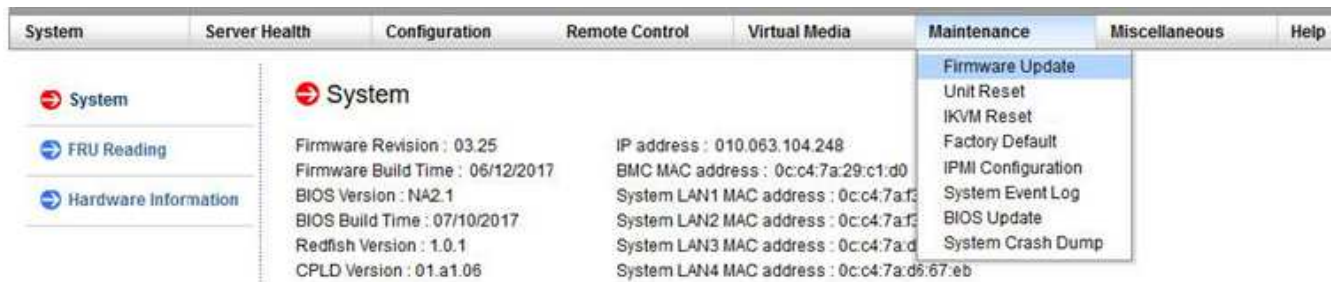 System Server Health Configuration Remote Control Virtual Media Maintenance Miscellaneous Help
Firmware Update
Unit Reset
IKVM Reset
Factory Default
IPMI Configuration
System Event Log
BIOS Update
System Crash Dump
System
FRU Reading
Hardware Information
System
Firmware Revision : 03.25
Firmware Build Time : 06/12/2017
BIOS Version : NA2.1
BIOS Build Time : 07/10/2017
Redfish Version : 1.0.1
CPLD Version : 01.a1.06
IP address : 010.063.104.248
BMC MAC address : 0c:c4:7a:29:c1:d0
System LAN1 MAC address : 0c:c4:7a:f3
System LAN2 MAC address : 0c:c4:7a:f3
System LAN3 MAC address : 0c:c4:7a:d
System LAN4 MAC address : 0c:c4:7a:d6:67:eb